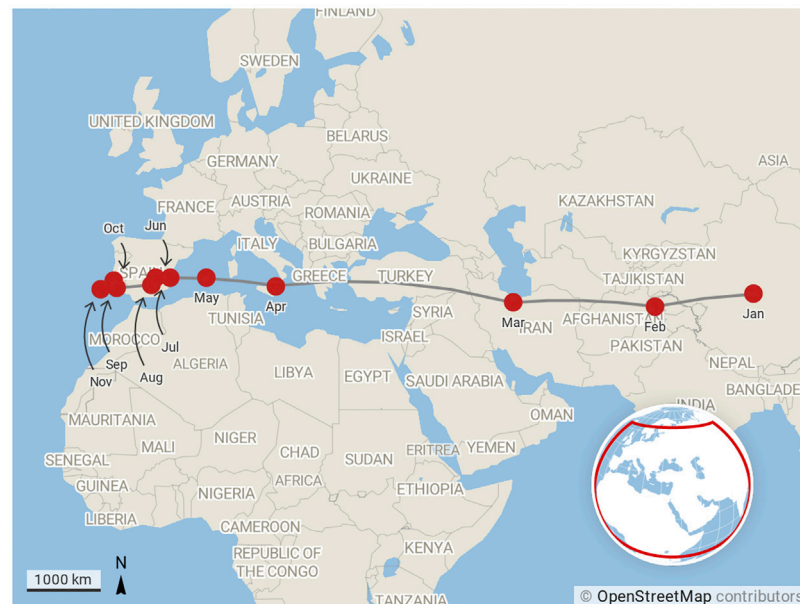 FINLAND
SWEDEN
UNITED KINGDOM
BELARUS
GERMANY
ASIA
UKRAINE
FRANCE
AUSTRIA
KAZAKHSTAN
ROMANIA
Oct
Jun
ITALY
BULGARIA
KYRGYZSTAN
SPAIN
GREECE
TURKEY
TAJIKISTAN
May
Apr
TUNISIA
SYRIA
Mar
IRAN
AFGHANISTAN
Feb
Jan
MOROCCO
ISRAEL
PAKISTAN
Jul
Sep
ALGERIA
NEPAL
Nov
Aug
LIBYA
EGYPT
SAUDI ARABIA
BANGLADE
INDIA
OMAN
MAURITANIA
NIGER
MALI
CHAD
SUDAN
ERITREA
YEMEN
SENEGAL
GUINEA
AFRICA
NIGERIA
ETHIOPIA
LIBERIA
CAMEROON
KENYA
REPUBLIC OF
THE CONGO
N
1000 km
TANZANIA
© OpenStreetMap contributors